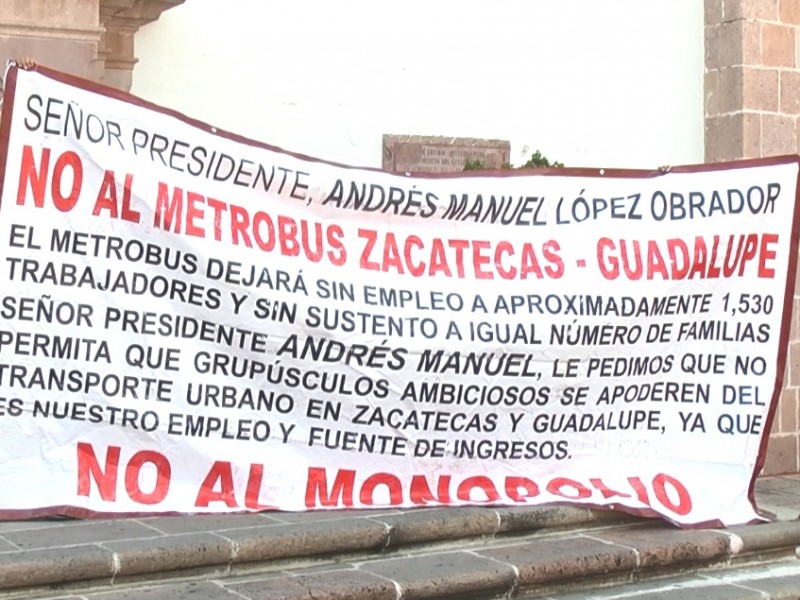 SEÑOR PRESIDENTE, ANDRÉS MANUEL LÓPEZ OBRADOR
NO AL METROBUS ZACATECAS - GUADALUPE
EL METROBUS DEJARÁ SIN EMPLEO A APROXIMADAMENTE 1,530
TRABAJADORES Y SIN SUSTENTO A IGUAL NÚMERO DE FAMILIAS
SEÑOR PRESIDENTE ANDRÉS MANUEL, LE PEDIMOS QUE NO
PERMITA QUE GRUPÚSCULOS AMBICIOSOS SE APODEREN DEL
TRANSPORTE URBANO EN ZACATECAS Y GUADALUPE, YA QUE
ES NUESTRO EMPLEO Y FUENTE DE INGRESOS.
NO AL MONOPOLIO